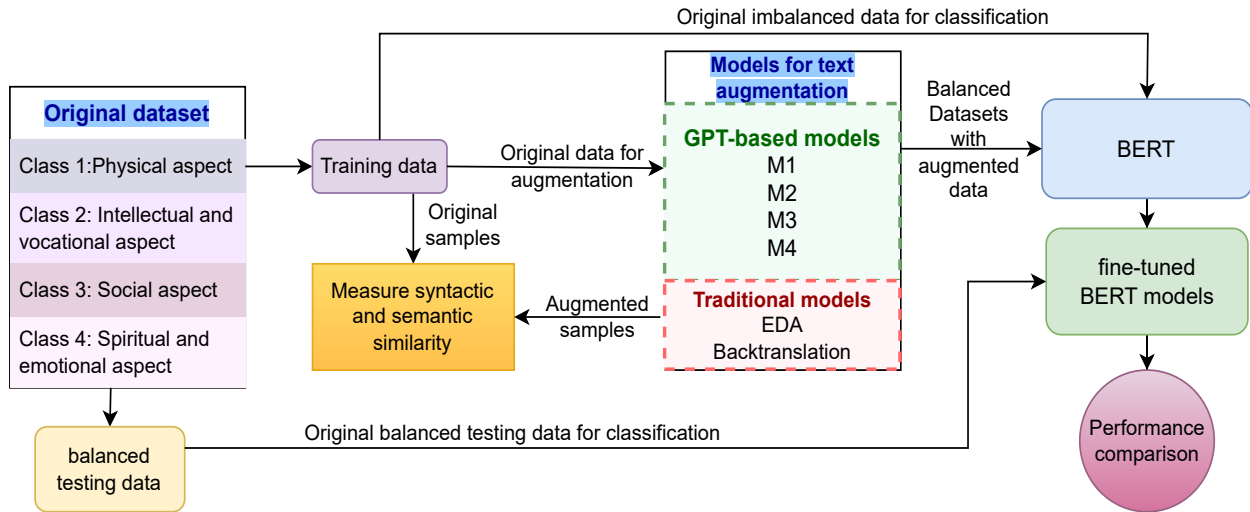 Original imbalanced data for classification
Original dataset
Class 1:Physical aspect
Class 2: Intellectual and
vocational aspect
Class 3: Social aspect
Class 4: Spiritual and
emotional aspect
Training data
Original data for
augmentation
Original
samples
Measure syntactic
and semantic
similarity
Augmented
samples
Models for text
augmentation
GPT-based models
M1
M2
M3
M4
Traditional models
EDA
Backtranslation
Balanced
Datasets
with
augmented
data
BERT
fine-tuned
BERT models
Performance
comparison
balanced
testing data
Original balanced testing data for classification